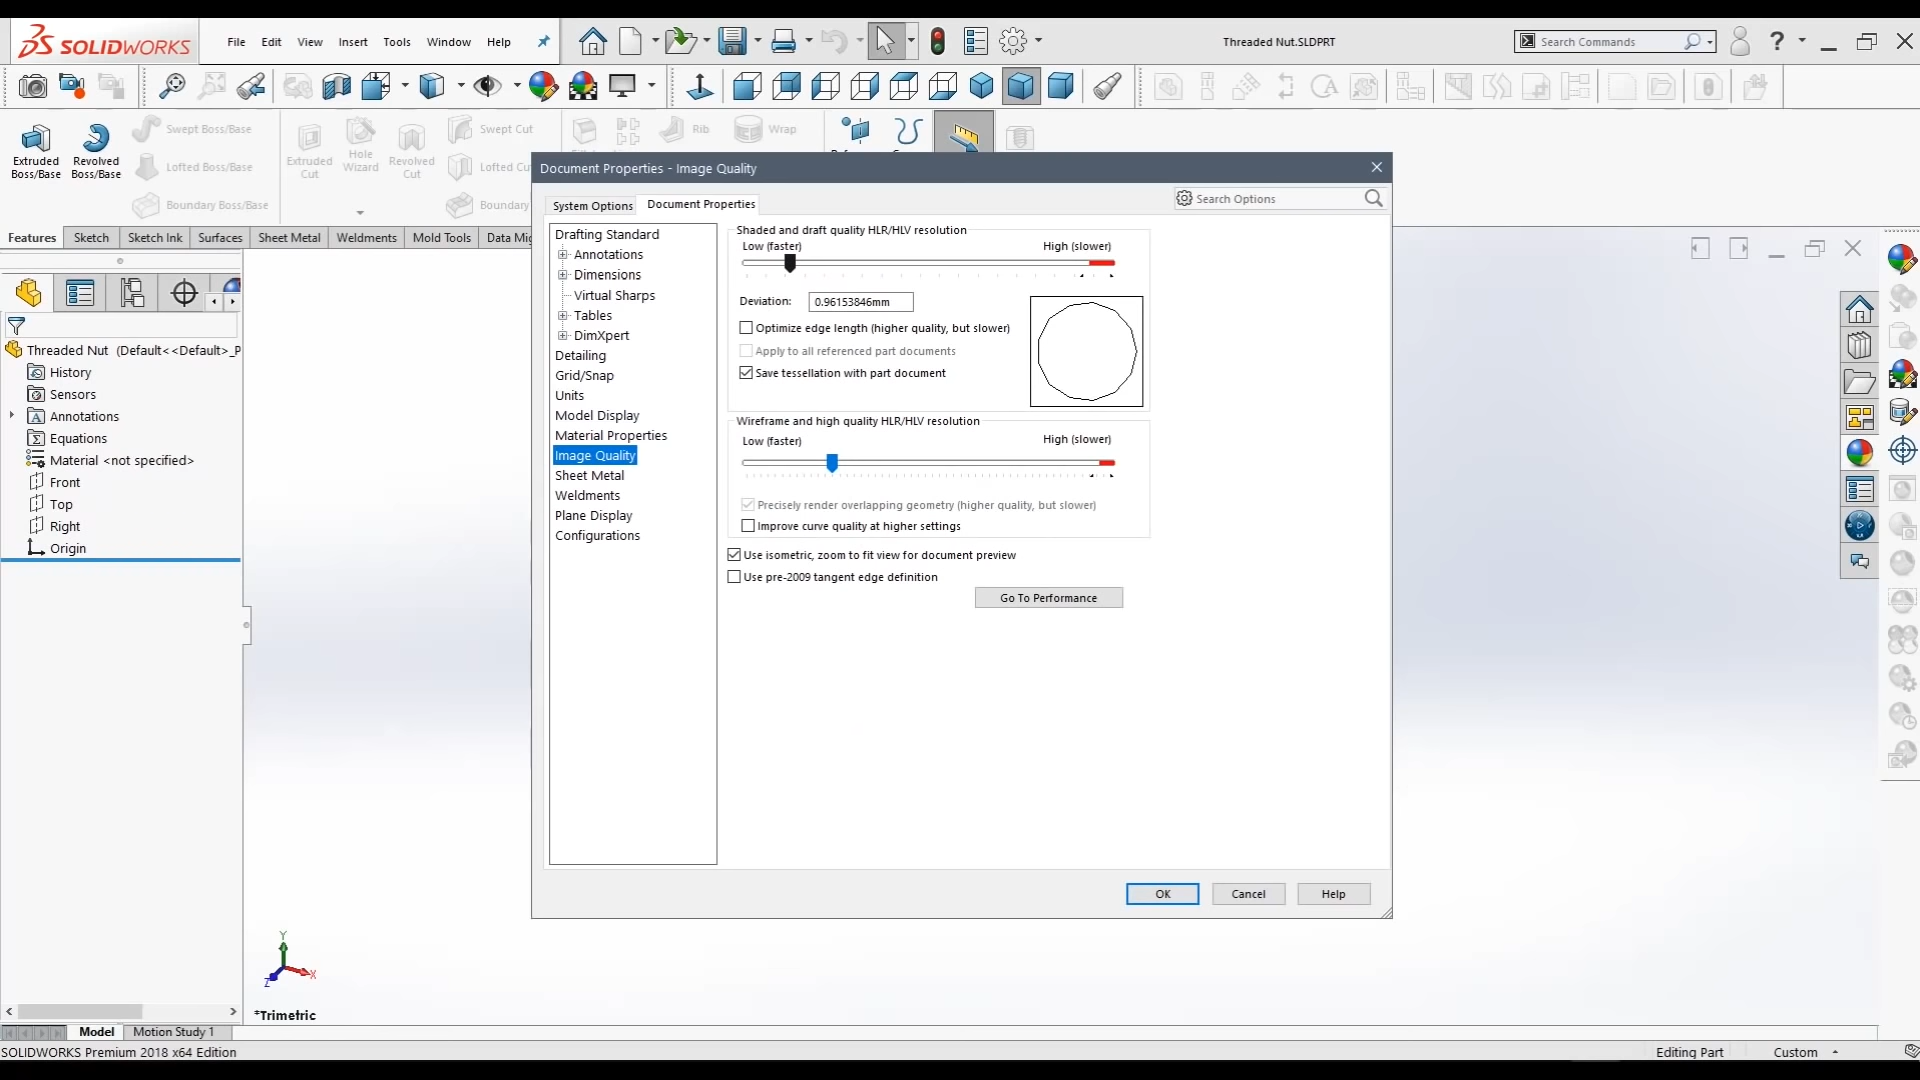 SOLIDWORKS File Edit View Insert Tools Window Help Threaded Nut.SLDPRT Search Commands ?
Extruded Boss/Base
Revolved Boss/Base
Swept Boss/Base
Lofted Boss/Base
Boundary Boss/Base
Extruded Cut
Hole Wizard
Revolved Cut
Swept Cut
Lofted Cu
Boundary
Rib
Wrap
Features Sketch Sketch Ink Surfaces Sheet Metal Weldments Mold Tools Data Mig
Threaded Nut (Default<<Default>_P
History
Sensors
Annotations
Equations
Material <not specified>
Front
Top
Right
Origin
Document Properties - Image Quality
System Options Document Properties
Search Options
Drafting Standard
Annotations
Dimensions
Virtual Sharps
Tables
DimXpert
Detailing
Grid/Snap
Units
Model Display
Material Properties
Image Quality
Sheet Metal
Weldments
Plane Display
Configurations
Shaded and draft quality HLR/HLV resolution
Low (faster) High (slower)
Deviation: 0.96153846mm
Optimize edge length (higher quality, but slower)
Apply to all referenced part documents
Save tessellation with part document
Wireframe and high quality HLR/HLV resolution
Low (faster) High (slower)
Precisely render overlapping geometry (higher quality, but slower)
Improve curve quality at higher settings
Use isometric, zoom to fit view for document preview
Use pre-2009 tangent edge definition
Go To Performance
OK Cancel Help
Y
X
Z
*Trimetric
Model Motion Study 1
SOLIDWORKS Premium 2018 x64 Edition Editing Part Custom